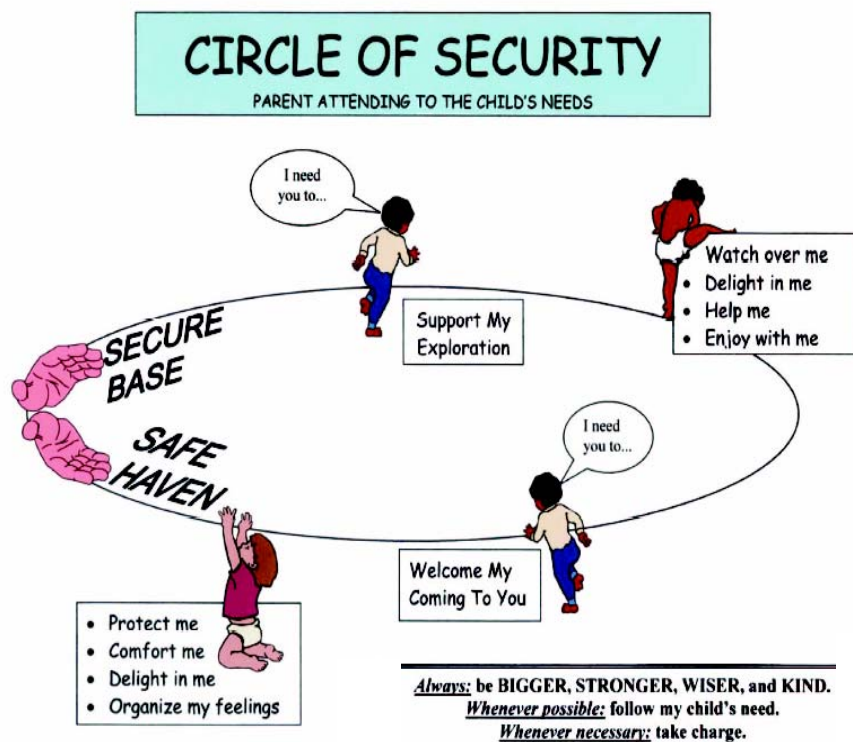 CIRCLE OF SECURITY
PARENT ATTENDING TO THE CHILD'S NEEDS
I need
you to...
• Watch over me
• Delight in me
• Help me
• Enjoy with me
Support My
Exploration
SECURE
BASE
SAFE
HAVEN
I need
you to...
Welcome My
Coming To You
• Protect me
• Comfort me
• Delight in me
• Organize my feelings
Always: be BIGGER, STRONGER, WISER, and KIND.
Whenever possible: follow my child's need.
Whenever necessary: take charge.